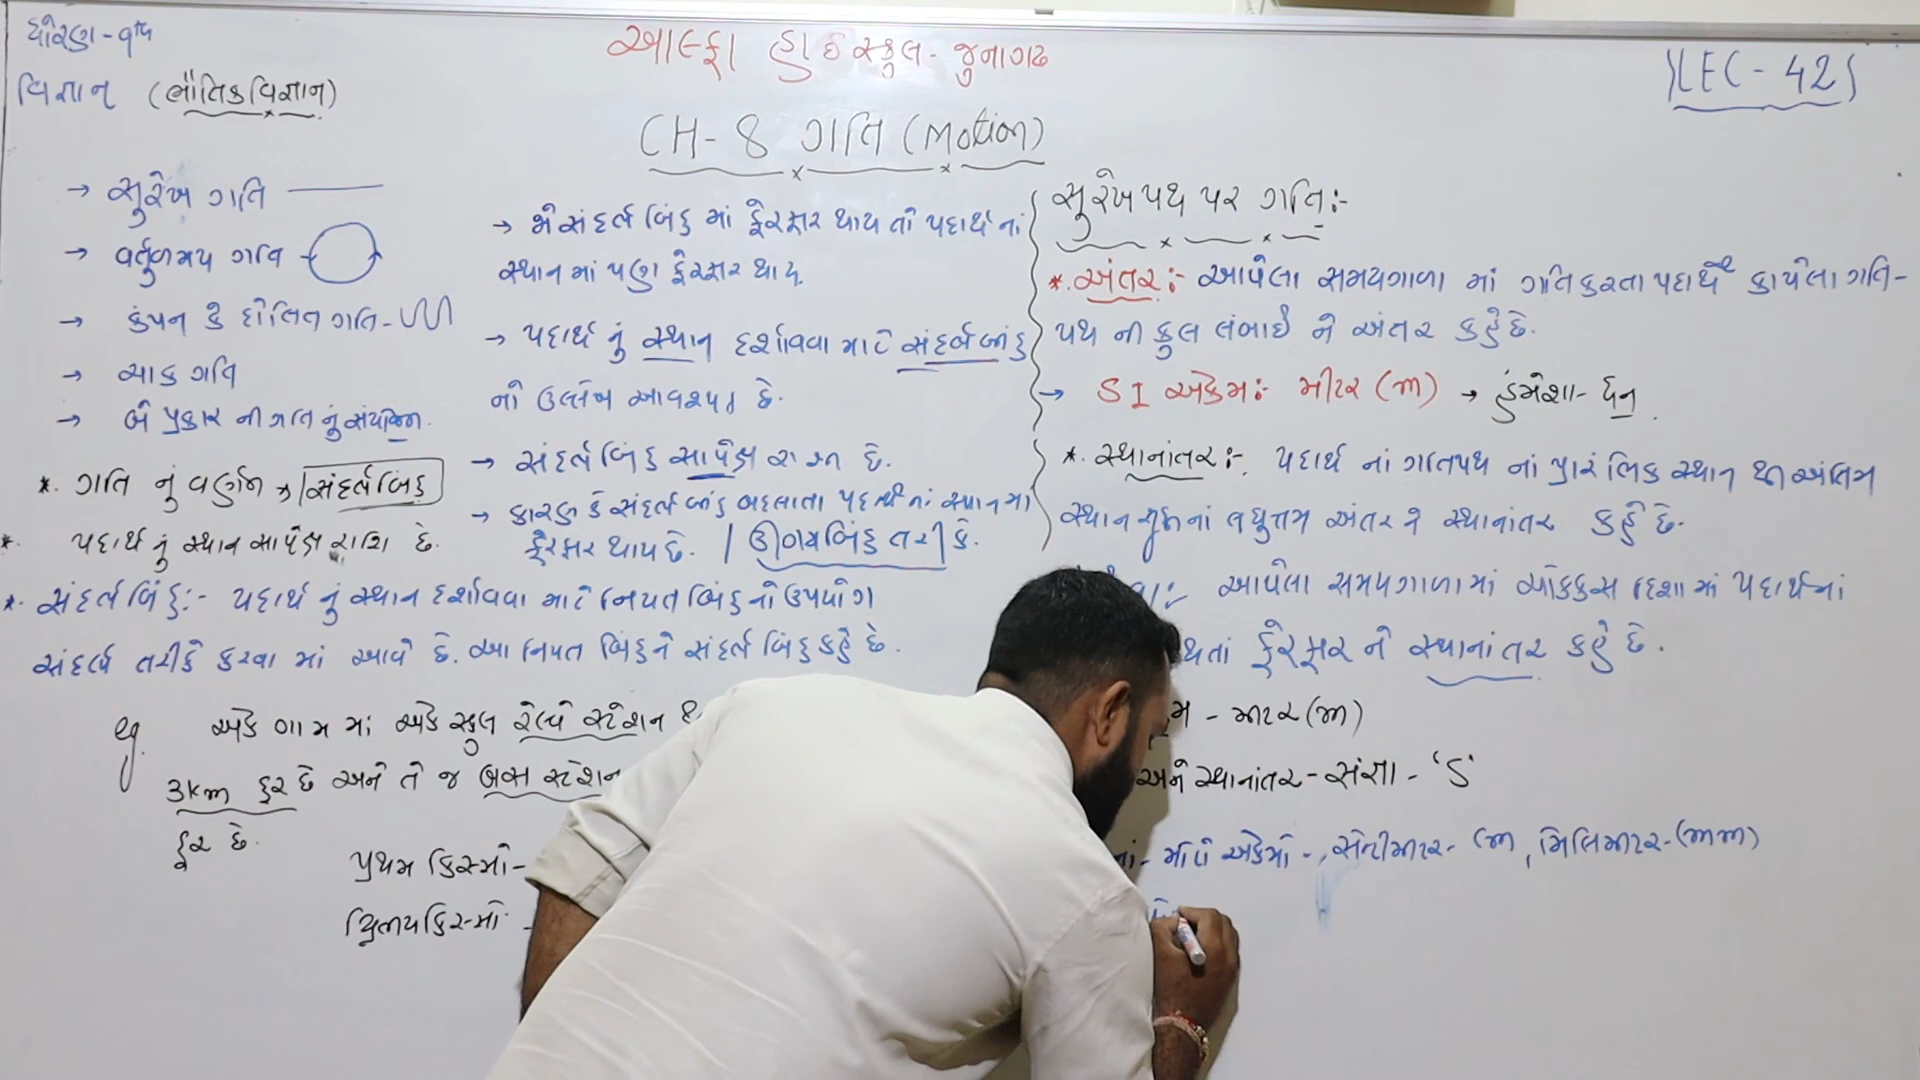 ધોરણ - ૯th
વિજ્ઞાન (ભૌતિકવિજ્ઞાન)
આલ્ફા હાઇસ્કુલ - જુનાગઢ
LEC - 42
CH - 8 ગતિ (Motion)
→ સુરેખ ગતિ
→ વર્તુળમય ગતિ
→ કંપન કે દોલિત ગતિ -
→ ચાક ગતિ
→ બે પ્રકાર ની ગતિ નું સંયોજન.
*. ગતિ નું વર્ણન → સંદર્ભબિંદુ
*. પદાર્થ નું સ્થાન સાપેક્ષ રાશિ છે.
→ જો સંદર્ભ બિંદુ માં ફેરફાર થાય તો પદાર્થ નાં
સ્થાન માં પણ ફેરફાર થાય.
→ પદાર્થ નું સ્થાન દર્શાવવા માટે સંદર્ભ બિંદુ
નો ઉલ્લેખ આવશ્યક છે.
→ સંદર્ભ બિંદુ સાપેક્ષ રાશિ છે.
→ કારણ કે સંદર્ભ બિંદુ બદલાતા પદાર્થ નાં સ્થાન માં
ફેરફાર થાય છે. / ઊગમબિંદુ તરીકે.
*. સંદર્ભ બિંદુ :- પદાર્થ નું સ્થાન દર્શાવવા માટે નિયત બિંદુ નો ઉપયોગ
સંદર્ભ તરીકે કરવા માં આવે છે. આ નિયત બિંદુ ને સંદર્ભ બિંદુ કહે છે.
eg. એક ગામ માં એક સ્કુલ રેલ્વે સ્ટેશન
3km દુર છે અને તે જ બસ સ્ટેશન
દૂર છે.
પ્રથમ કિસ્સો -
દ્વિતીય કિસ્સો -
સુરેખ પથ પર ગતિ :-
*. અંતર :- આપેલા સમયગાળા માં ગતિ કરતા પદાર્થે કાપેલા ગતિ-
પથ ની કુલ લંબાઈ ને અંતર કહે છે.
→ SI એકમ :- મીટર (m) → હંમેશા - ધન.
*. સ્થાનાંતર :- પદાર્થ નાં ગતિપથ નાં પ્રારંભિક સ્થાન થી અંતિમ
સ્થાન સુધીનાં લઘુત્તમ અંતર ને સ્થાનાંતર કહે છે.
આપેલા સમયગાળા માં ચોક્કસ દિશા માં પદાર્થનાં
થતાં ફેરફાર ને સ્થાનાંતર કહે છે.
- મીટર (m)
અને સ્થાનાંતર - સંજ્ઞા - 'S'
એકમો - સેન્ટીમીટર - cm, મિલિમીટર - (mm)